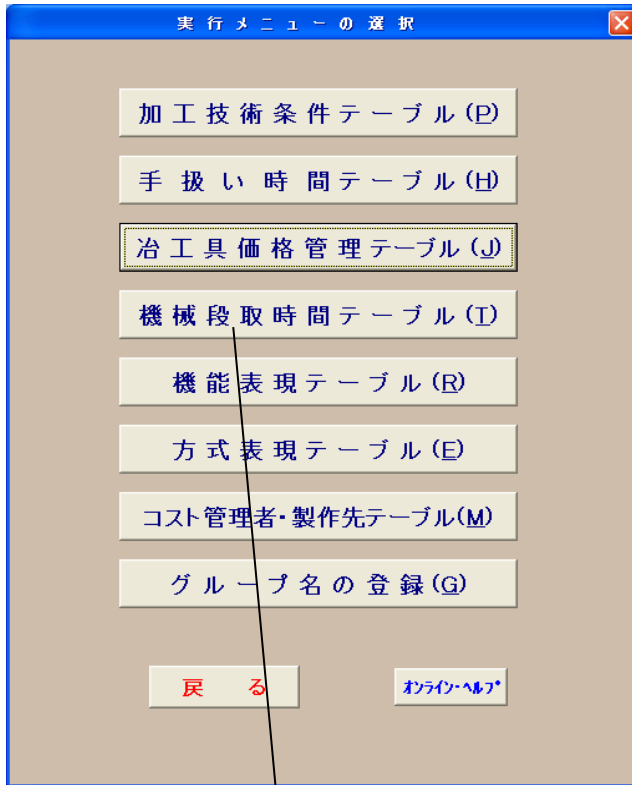 実行メニューの選択
加工技術条件テーブル(P)
手扱い時間テーブル(H)
冶工具価格管理テーブル(J)
機械段取時間テーブル(T)
機能表現テーブル(R)
方式表現テーブル(E)
コスト管理者・製作先テーブル(M)
グループ名の登録(G)
戻る
オンライン・ヘルプ